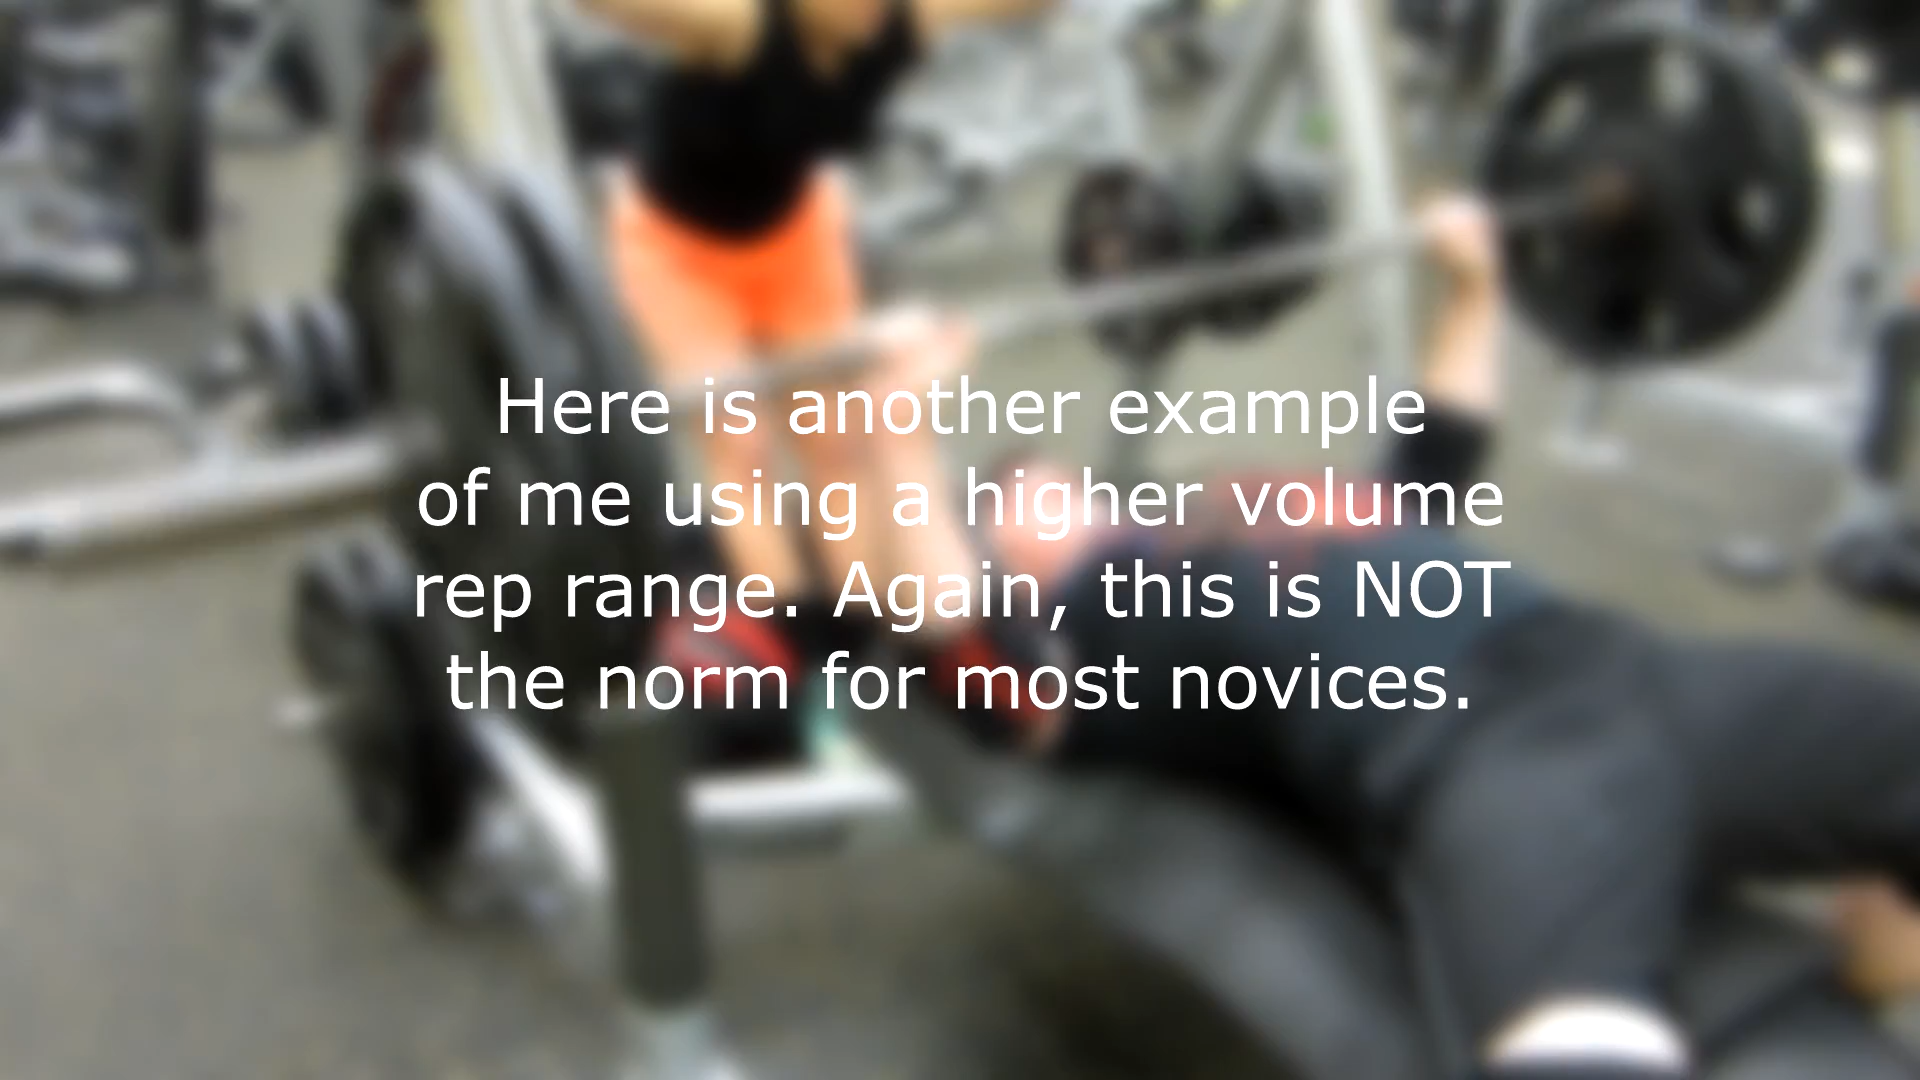 Here is another example
of me using a higher volume
rep range. Again, this is NOT
the norm for most novices.